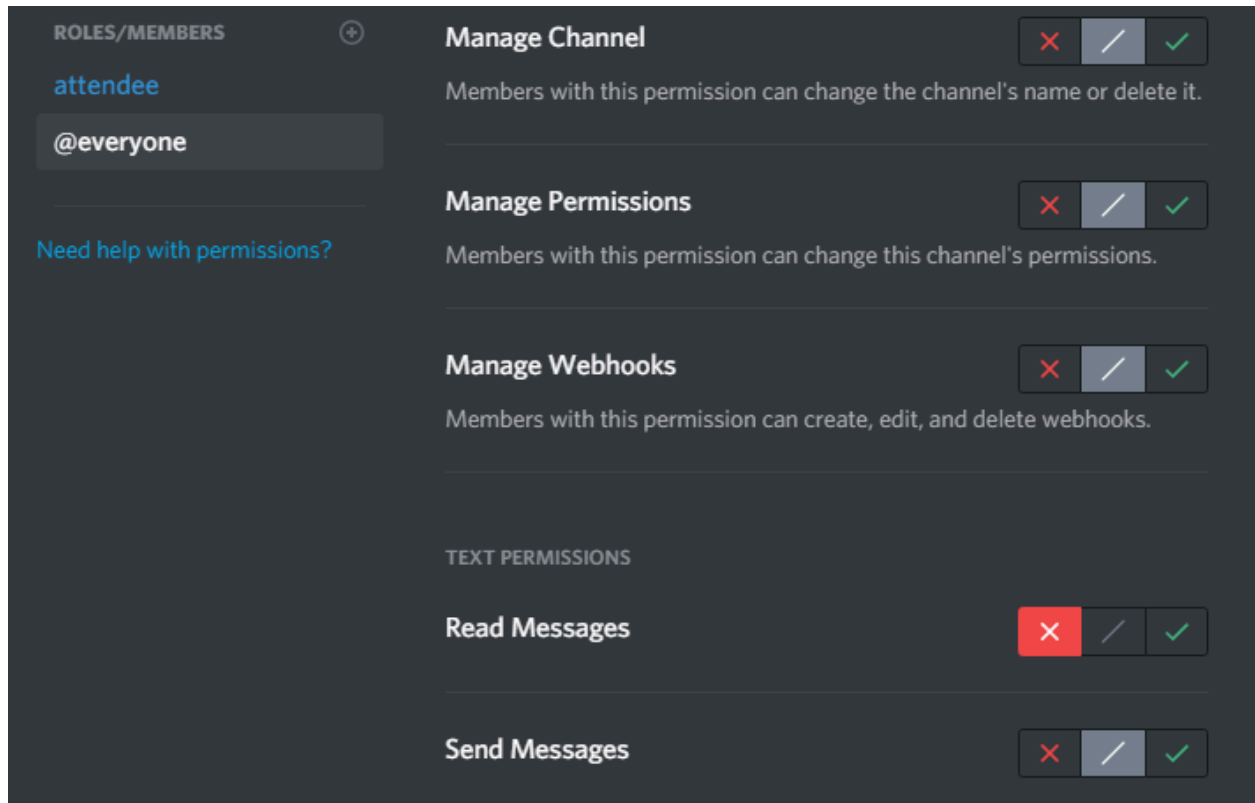 ROLES/MEMBERS
attendee
@everyone
Need help with permissions?
Manage Channel
Members with this permission can change the channel's name or delete it.
Manage Permissions
Members with this permission can change this channel's permissions.
Manage Webhooks
Members with this permission can create, edit, and delete webhooks.
TEXT PERMISSIONS
Read Messages
Send Messages